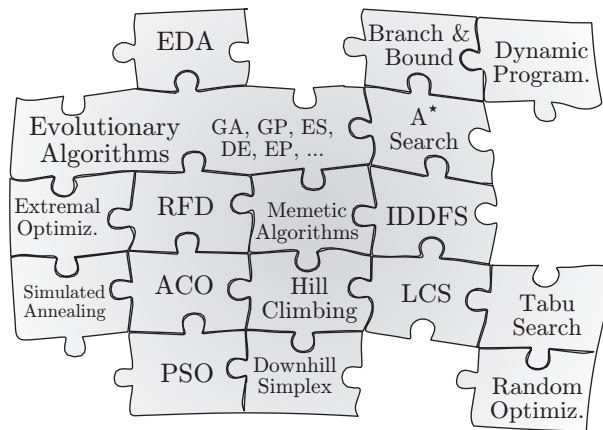 EDA
Branch &
Bound
Dynamic
Program.
Evolutionary
Algorithms
GA, GP, ES,
DE, EP, ...
A⋆
Search
Extremal
Optimiz.
RFD
Memetic
Algorithms
IDDFS
Simulated
Annealing
ACO
Hill
Climbing
LCS
Tabu
Search
PSO
Downhill
Simplex
Random
Optimiz.